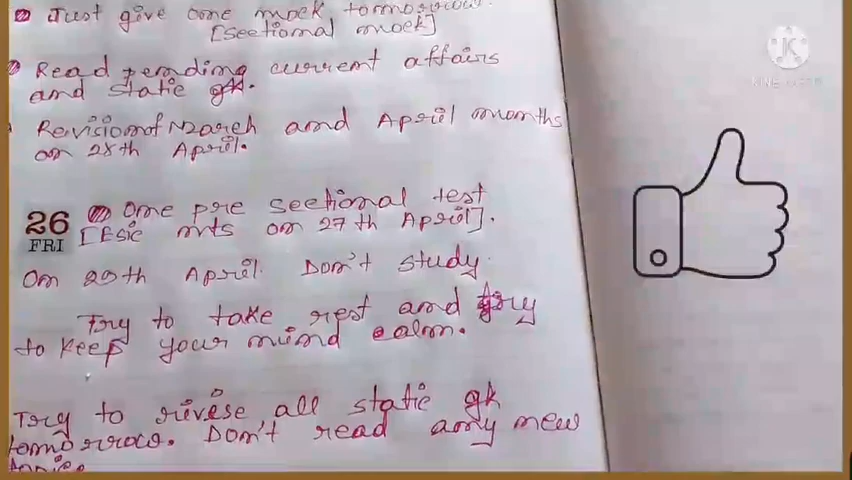 Just give one mock tomorrow.
[Sectional mock]
Read pending current affairs
and static gk.
Revision of March and April months
on 28th April.
26 One pre sectional test
FRI [Esic mts on 27th April].
On 29th April Don't study
Try to take rest and try
to keep your mind calm.
Try to revise all static gk
tomorrow. Don't read any new
topics
K
KINEMASTER